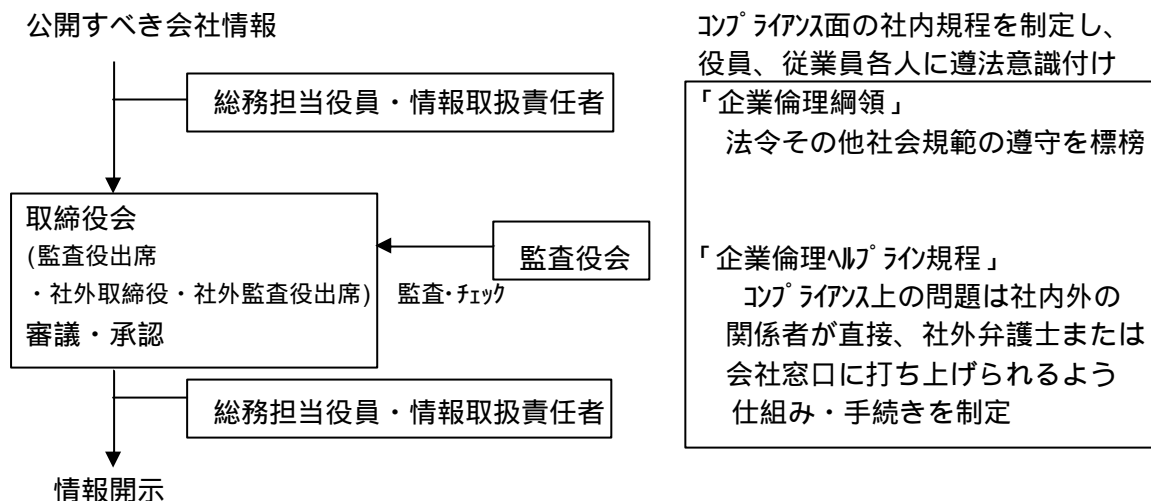 公開すべき会社情報
総務担当役員・情報取扱責任者
取締役会
(監査役出席
・社外取締役・社外監査役出席)
審議・承認
監査役会
監査・ﾁｪｯｸ
総務担当役員・情報取扱責任者
情報開示
ｺﾝﾌﾟﾗｲｱﾝｽ面の社内規程を制定し、
役員、従業員各人に遵法意識付け
「企業倫理綱領」
法令その他社会規範の遵守を標榜
「企業倫理ﾍﾙﾌﾟﾗｲﾝ規程」
ｺﾝﾌﾟﾗｲｱﾝｽ上の問題は社内外の
関係者が直接、社外弁護士または
会社窓口に打ち上げられるよう
仕組み・手続きを制定